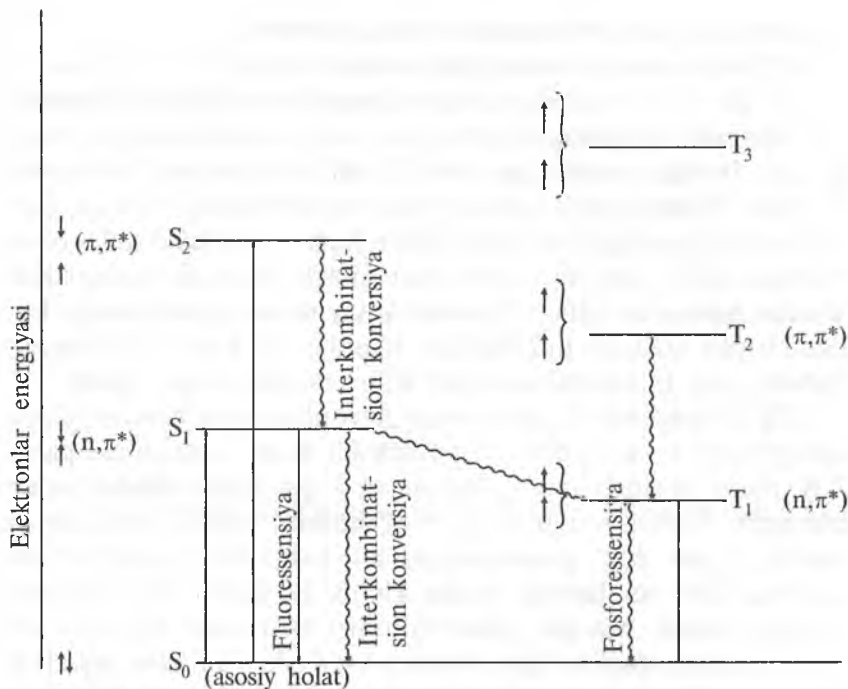 Elektronlar energiyasi
T₃
(π,π*)
S₂
Interkombinat-
sion konversiya
T₂ (π,π*)
(n,π*)
S₁
Fluoressensiya
Interkombinat-
sion konversiya
Fosforessensiya
T₁ (n,π*)
S₀
(asosiy holat)